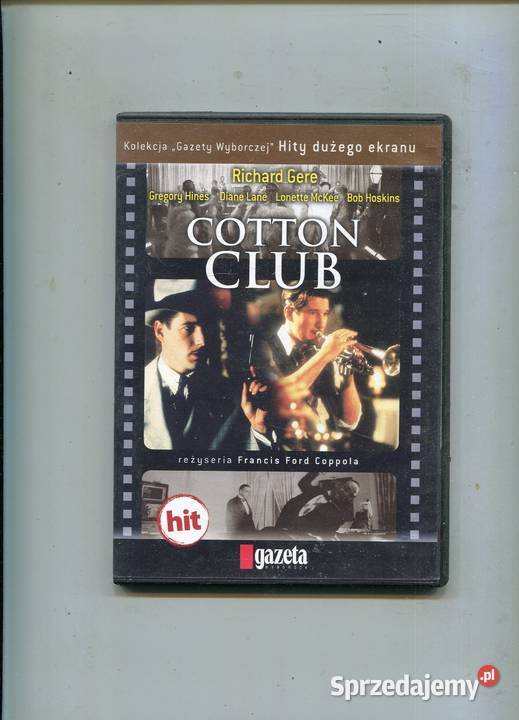 Kolekcja „Gazety Wyborczej" Hity dużego ekranu
Richard Gere
Gregory Hines Diane Lane Lonette McKee Bob Hoskins
COTTON
CLUB
reżyseria Francis Ford Coppola
hit
gazeta
WYBORCZA
Sprzedajemy.pl